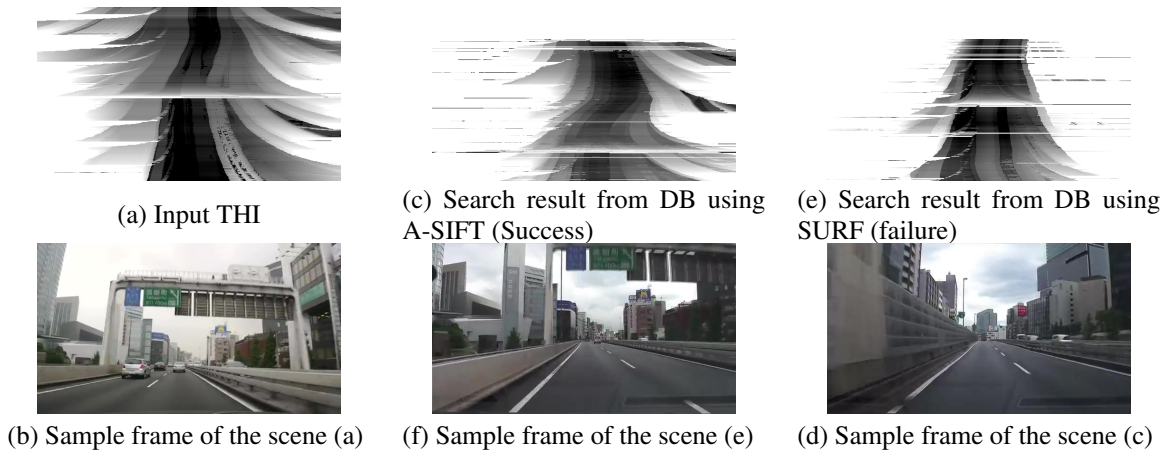 (a) Input THI
(c) Search result from DB using
A-SIFT (Success)
(e) Search result from DB using
SURF (failure)
(b) Sample frame of the scene (a)
(f) Sample frame of the scene (e)
(d) Sample frame of the scene (c)